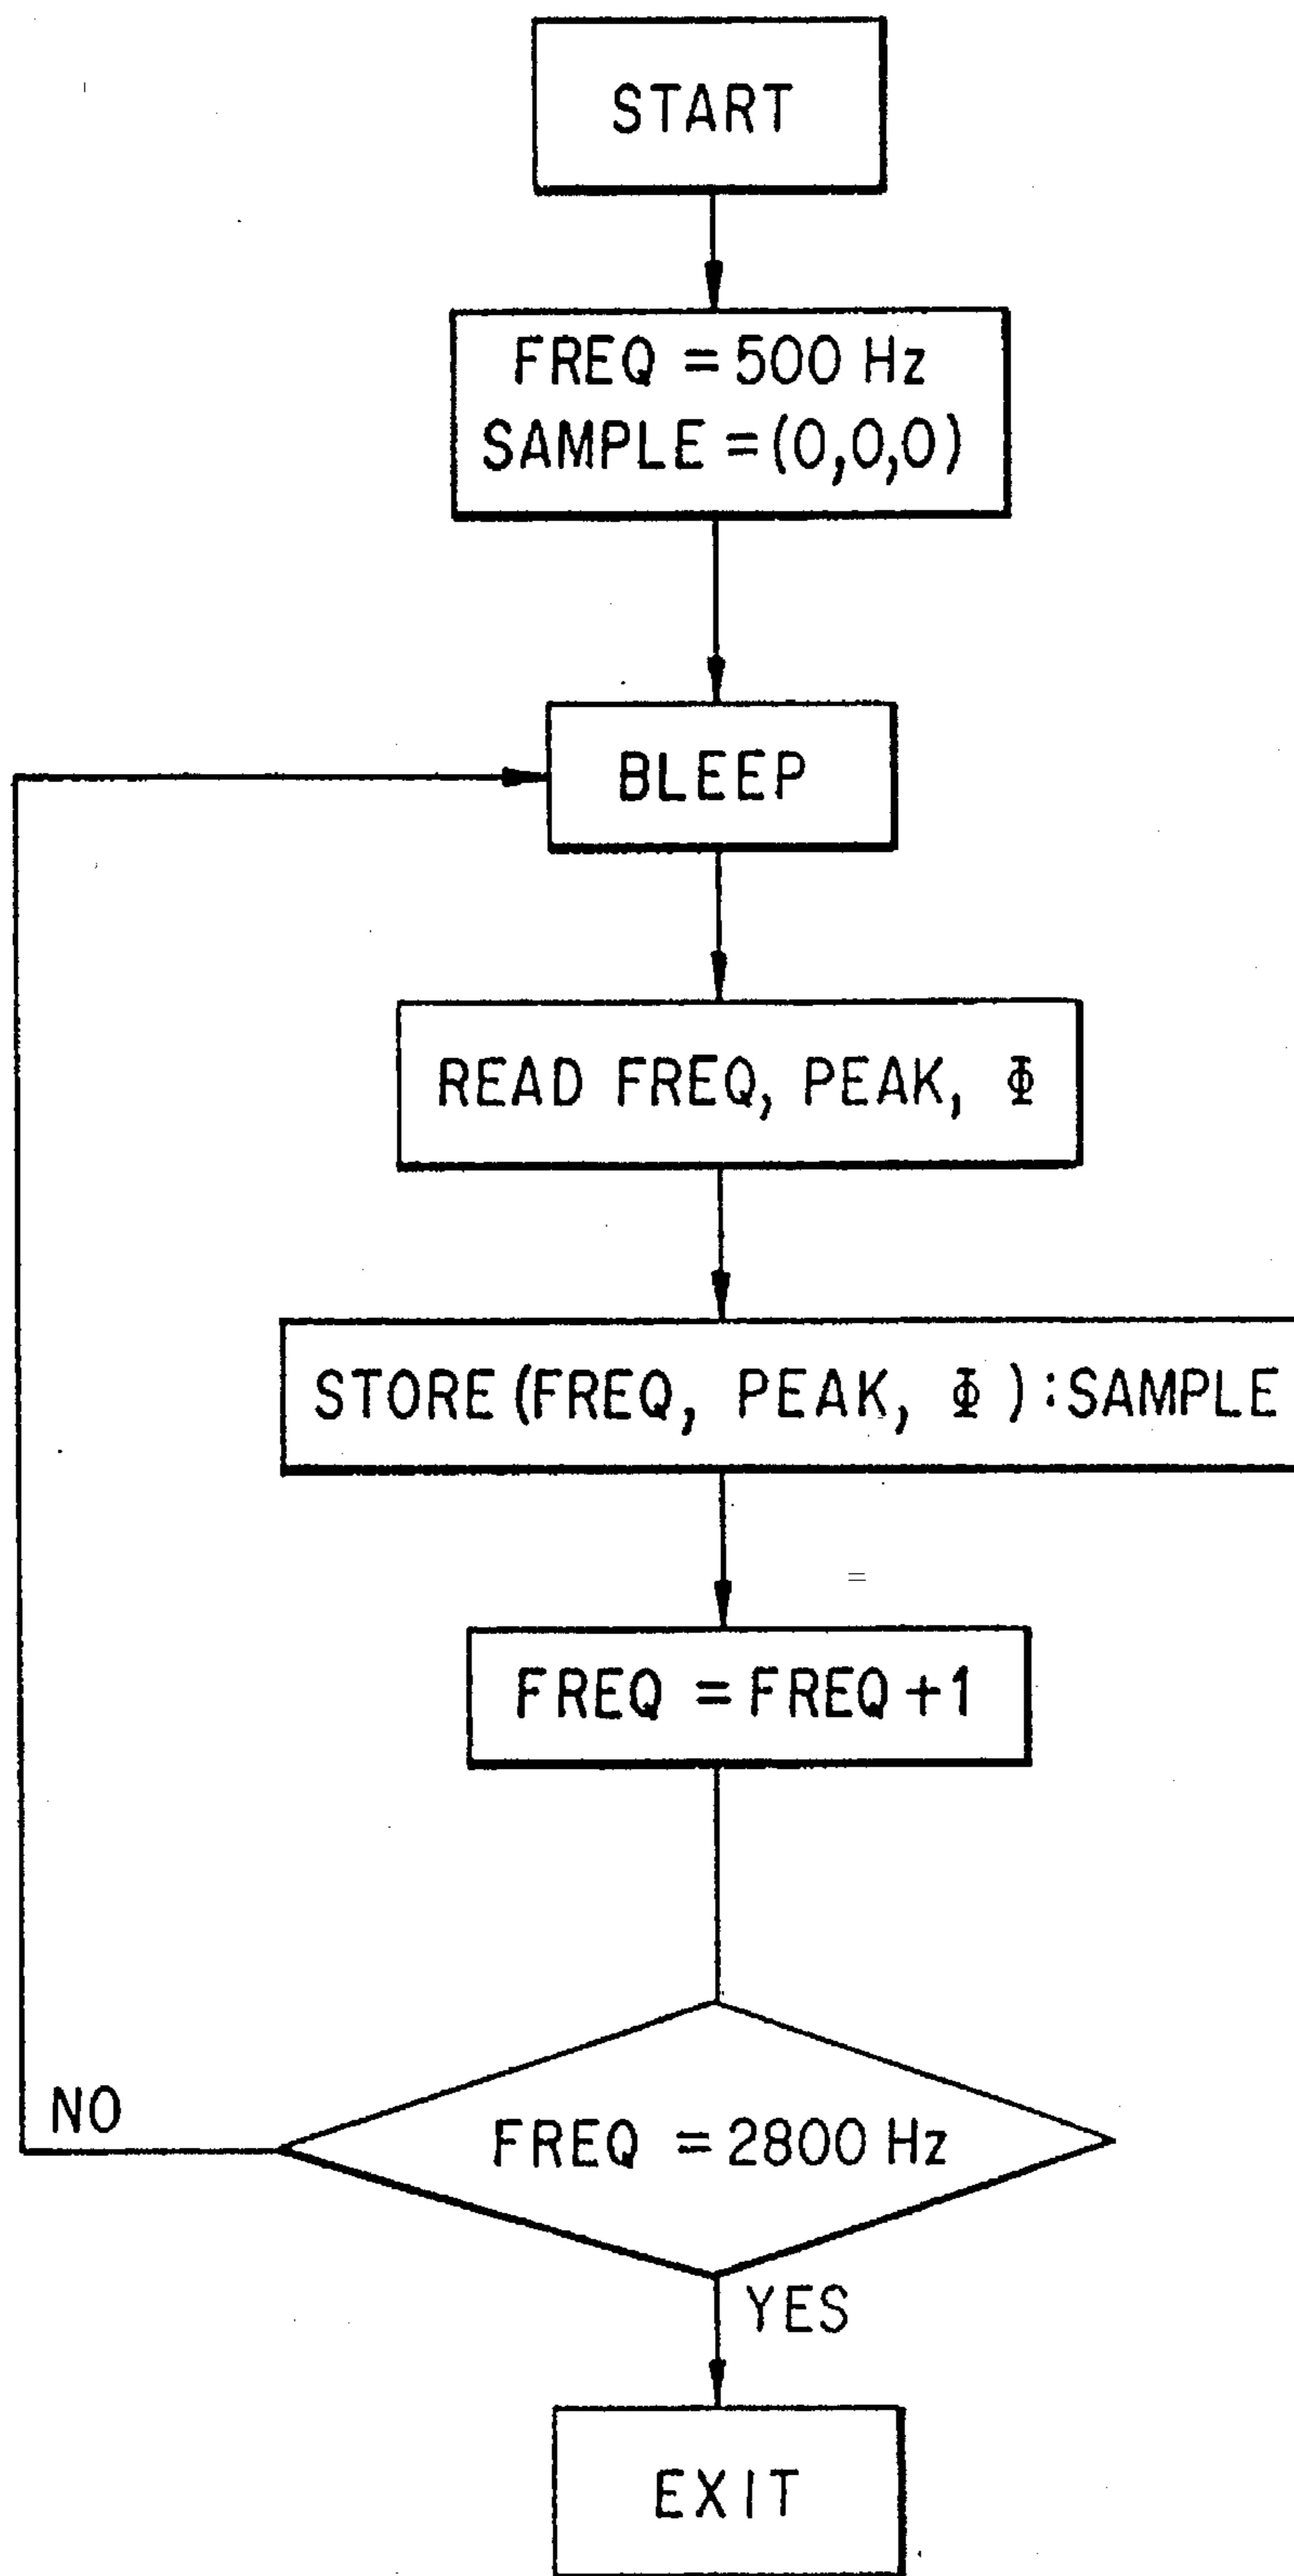 START
FREQ = 500 Hz
SAMPLE = (0,0,0)
BLEEP
READ FREQ, PEAK, Φ
STORE (FREQ, PEAK, Φ ) : SAMPLE
FREQ = FREQ +1
FREQ = 2800 Hz
NO
YES
EXIT